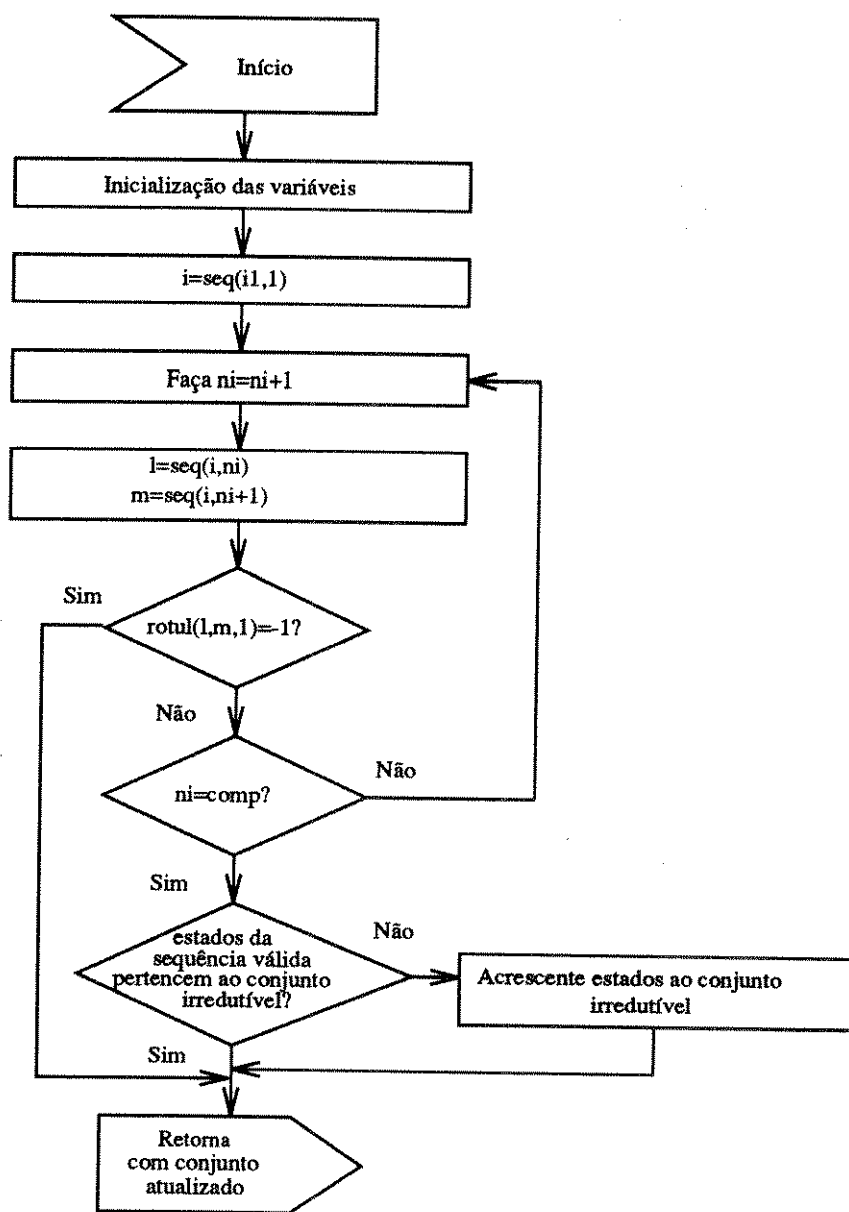 Início
Inicialização das variáveis
i=seq(i1,1)
Faça ni=ni+1
l=seq(i,ni)
m=seq(i,ni+1)
Sim
rotul(l,m,1)=-1?
Não
ni=comp?
Não
Sim
estados da
sequência válida
pertencem ao conjunto
irredutível?
Não
Acrescente estados ao conjunto
irredutível
Sim
Retorna
com conjunto
atualizado